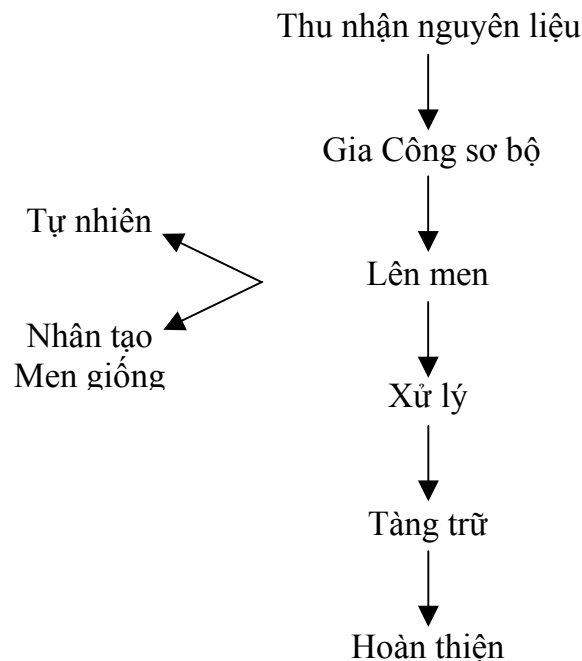 Thu nhận nguyên liệu
Gia Công sơ bộ
Tự nhiên
Lên men
Nhân tạo
Men giống
Xử lý
Tàng trữ
Hoàn thiện